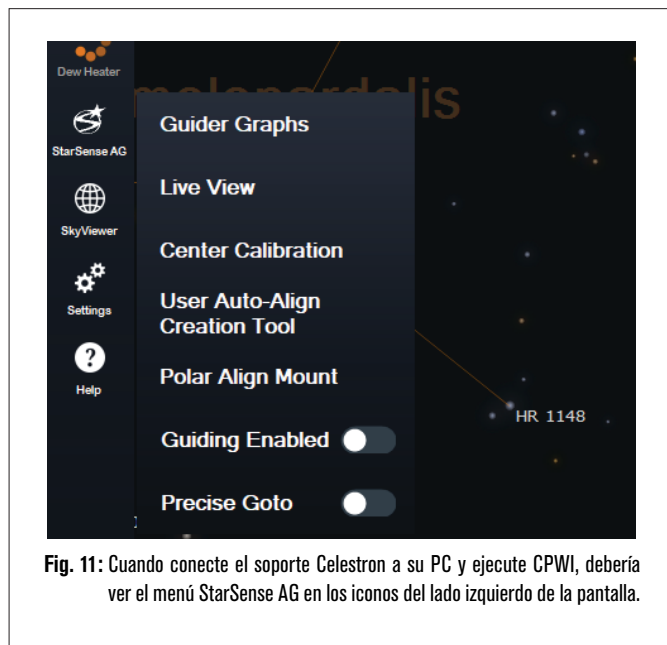 Dew Heater
StarSense AG
SkyViewer
Settings
Help
Guider Graphs
Live View
Center Calibration
User Auto-Align
Creation Tool
Polar Align Mount
Guiding Enabled
Precise Goto
HR 1148
Fig. 11: Cuando conecte el soporte Celestron a su PC y ejecute CPWI, debería
ver el menú StarSense AG en los iconos del lado izquierdo de la pantalla.